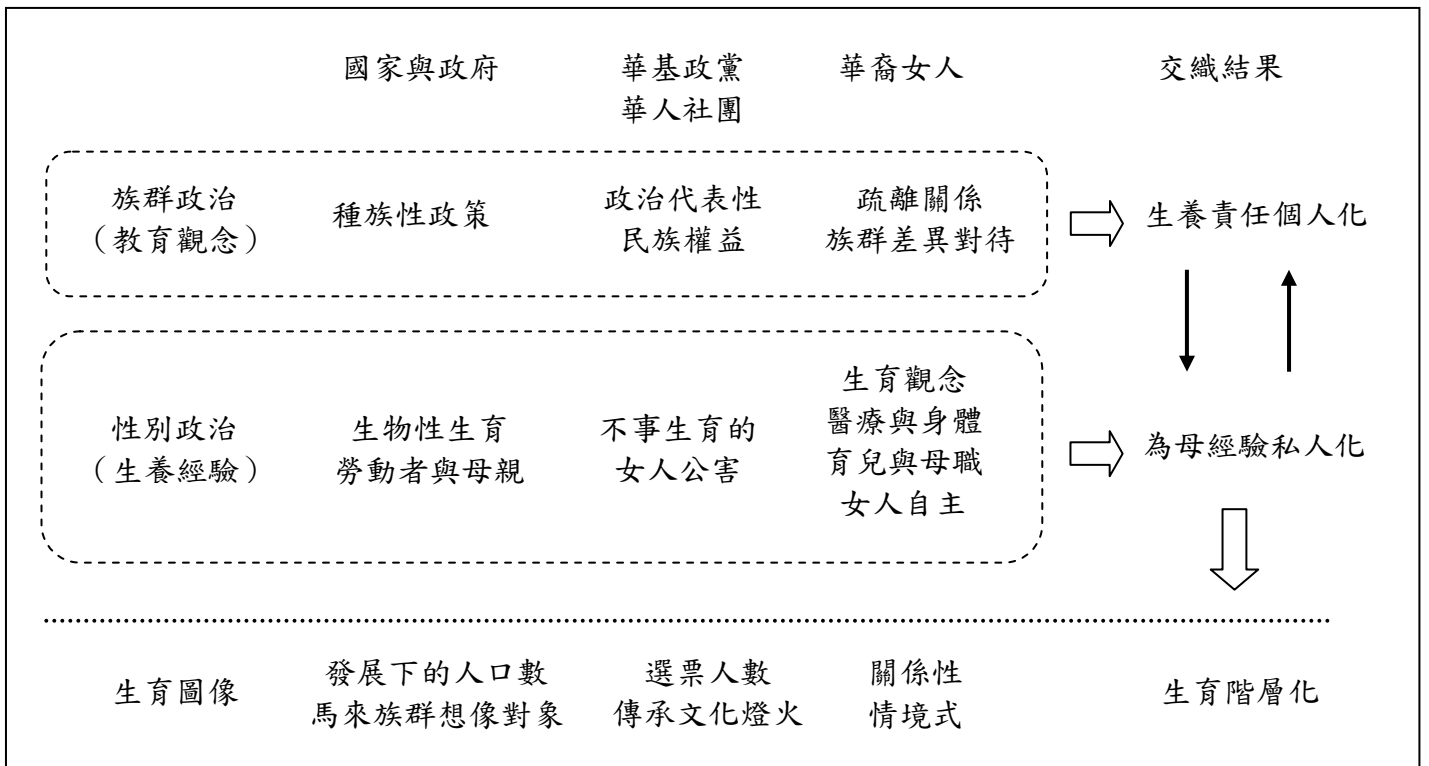 國家與政府
華基政黨
華人社團
華裔女人
交織結果
族群政治
（教育觀念）
種族性政策
政治代表性
民族權益
疏離關係
族群差異對待
生養責任個人化
性別政治
（生養經驗）
生物性生育
勞動者與母親
不事生育的
女人公害
生育觀念
醫療與身體
育兒與母職
女人自主
為母經驗私人化
生育圖像
發展下的人口數
馬來族群想像對象
選票人數
傳承文化燈火
關係性
情境式
生育階層化